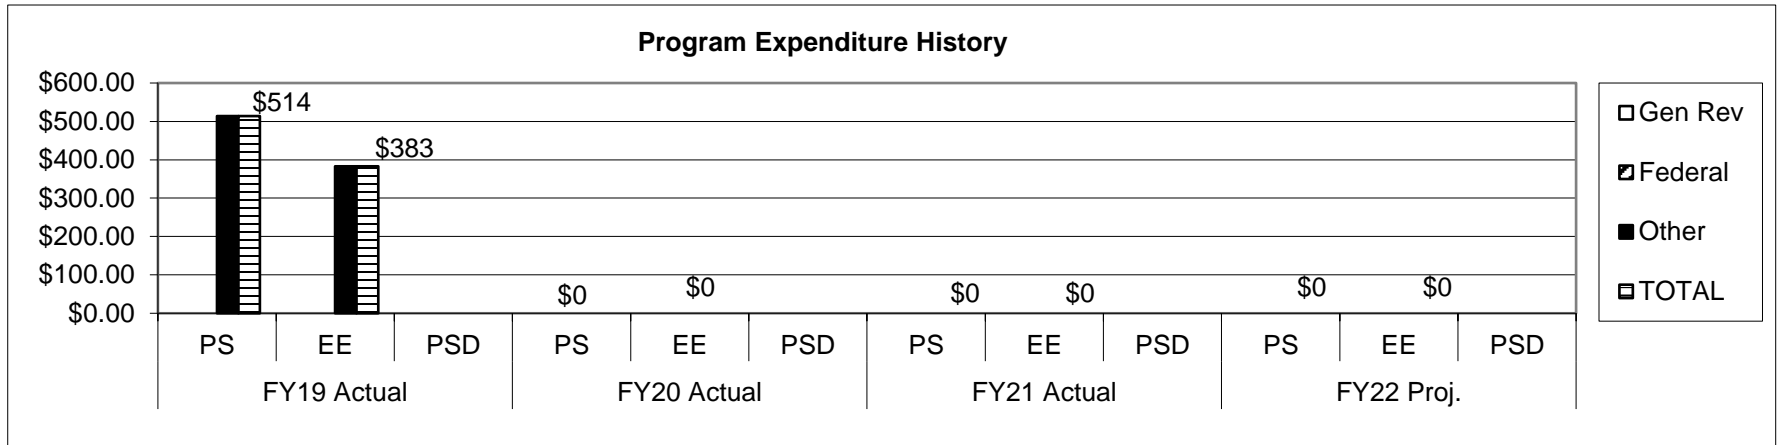 Program Expenditure History
$600.00
$500.00
$400.00
$300.00
$200.00
$100.00
$0.00
$514
$383
$0
$0
$0
$0
$0
$0
PS EE PSD PS EE PSD PS EE PSD PS EE PSD
FY19 Actual FY20 Actual FY21 Actual FY22 Proj.
Gen Rev
Federal
Other
TOTAL